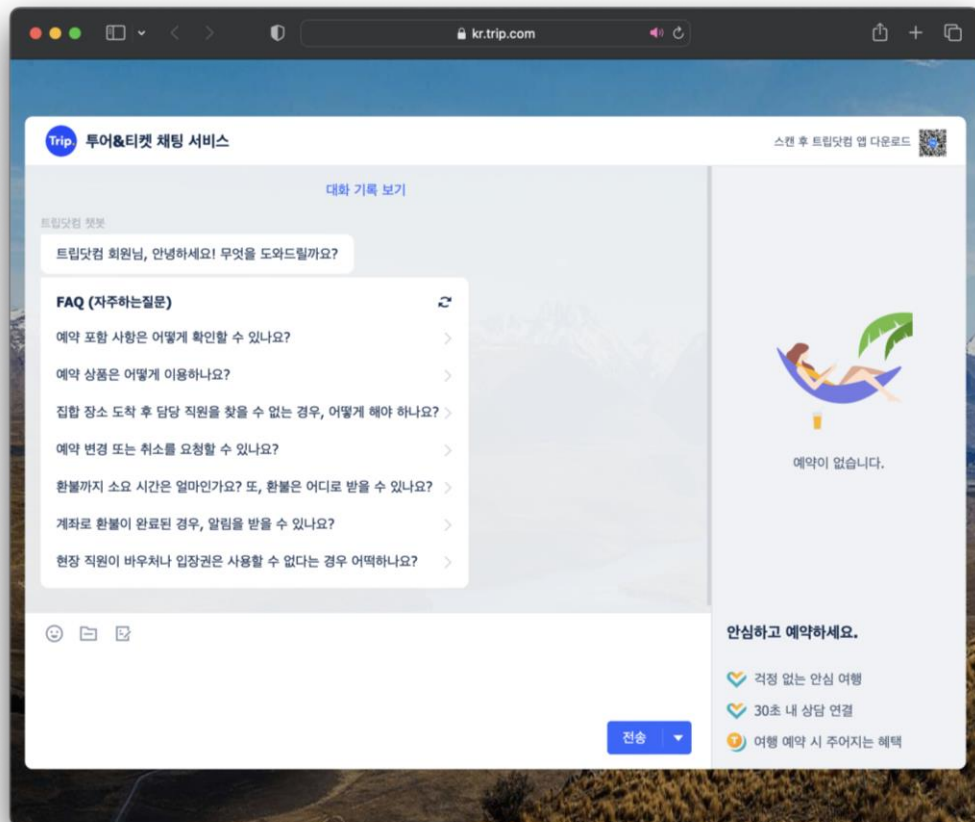 kr.trip.com
Trip. 투어&티켓 채팅 서비스
스캔 후 트립닷컴 앱 다운로드
대화 기록 보기
트립닷컴 챗봇
트립닷컴 회원님, 안녕하세요! 무엇을 도와드릴까요?
FAQ (자주하는질문)
예약 포함 사항은 어떻게 확인할 수 있나요?
예약 상품은 어떻게 이용하나요?
집합 장소 도착 후 담당 직원을 찾을 수 없는 경우, 어떻게 해야 하나요?
예약 변경 또는 취소를 요청할 수 있나요?
환불까지 소요 시간은 얼마인가요? 또, 환불은 어디로 받을 수 있나요?
계좌로 환불이 완료된 경우, 알림을 받을 수 있나요?
현장 직원이 바우처나 입장권은 사용할 수 없다는 경우 어떡하나요?
전송
예약이 없습니다.
안심하고 예약하세요.
걱정 없는 안심 여행
30초 내 상담 연결
여행 예약 시 주어지는 혜택